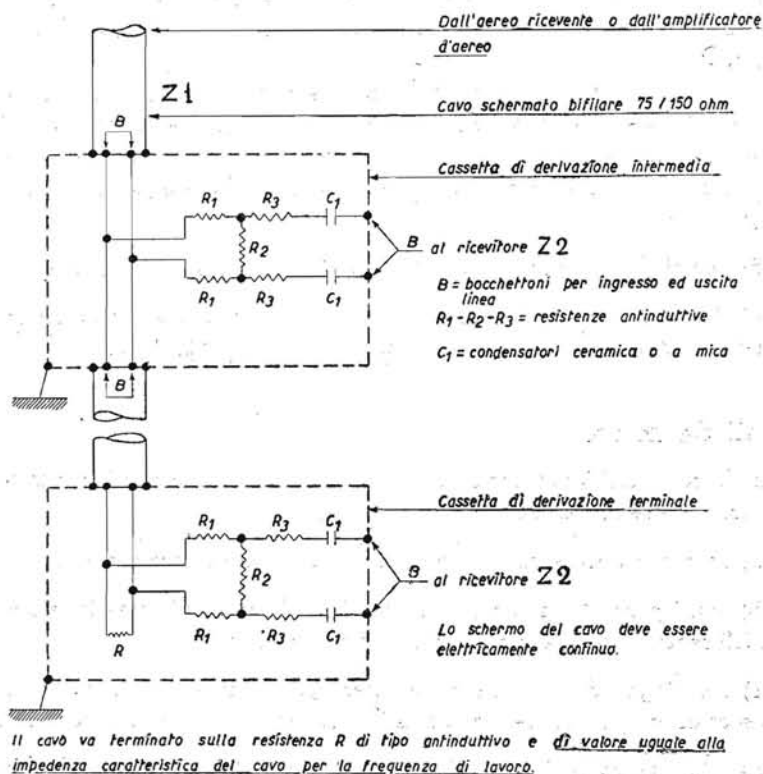 Dall'aereo ricevente o dall'amplificatore
d'aereo
Z1
Cavo schermato bifilare 75/150 ohm
B
Cassetta di derivazione intermedia
R1 R3 C1
R2
B al ricevitore Z2
R1 R3 C1
B = bocchettoni per ingresso ed uscita
linea
R1-R2-R3 = resistenze antinduttive
C1 = condensatori ceramica o a mica
B
Cassetta di derivazione terminale
R1 R3 C1
R2
B al ricevitore Z2
R R1 R3 C1
Lo schermo del cavo deve essere
elettricamente continuo.
Il cavo va terminato sulla resistenza R di tipo antinduttivo e di valore uguale alla
impedenza caratteristica del cavo per la frequenza di lavoro.